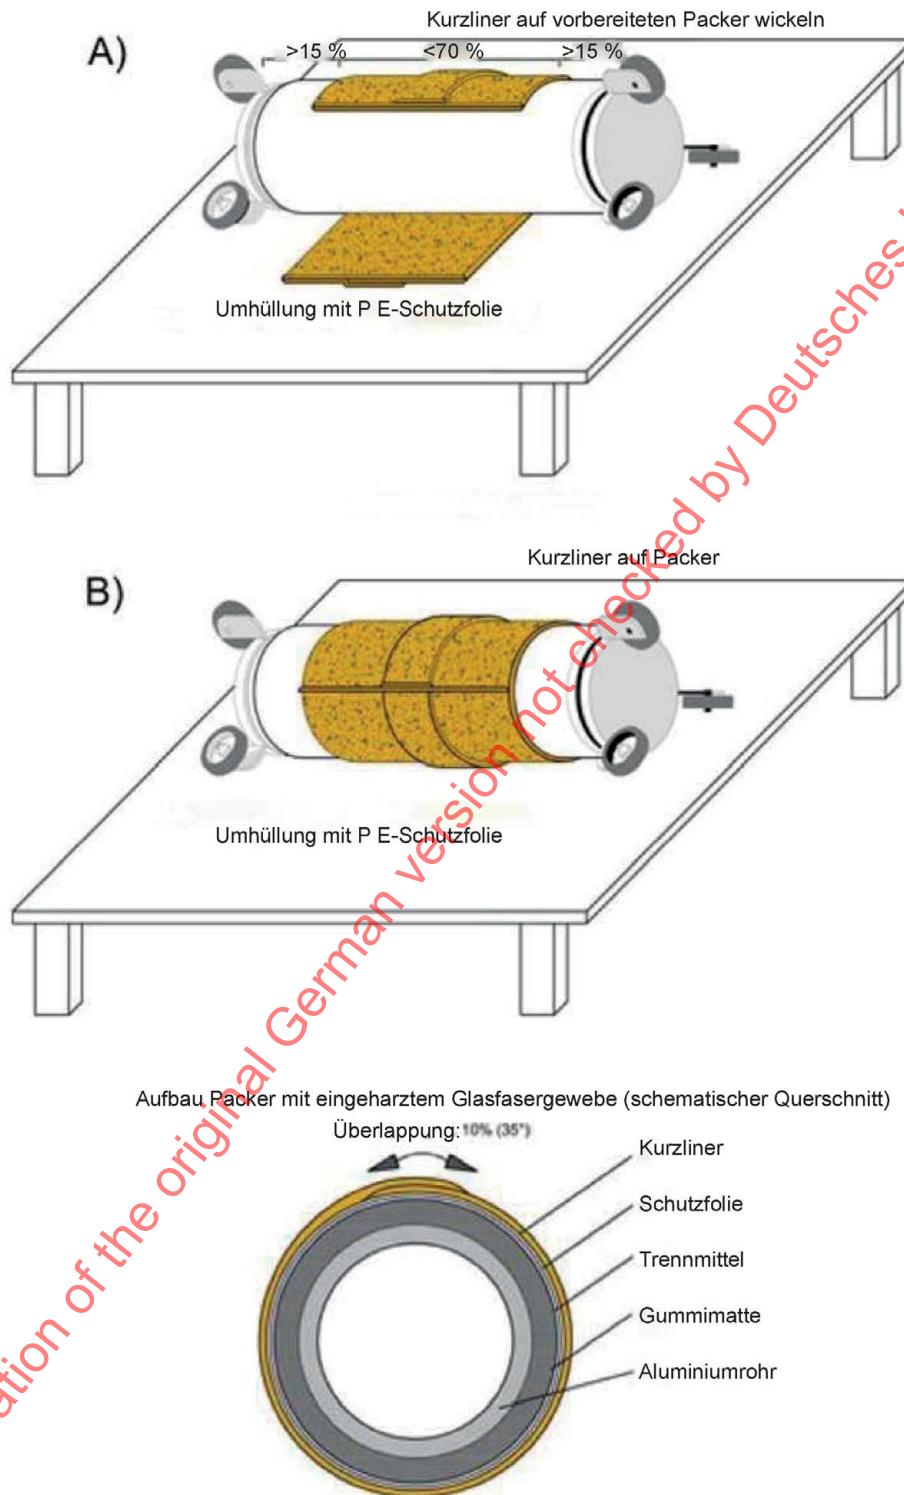 Kurzliner auf vorbereiteten Packer wickeln
A)
>15 % <70 % >15 %
Umhüllung mit P E-Schutzfolie
Kurzliner auf Packer
B)
Umhüllung mit P E-Schutzfolie
Aufbau Packer mit eingeharztem Glasfasergewebe (schematischer Querschnitt)
Überlappung: 10% (35°)
Kurzliner
Schutzfolie
Trennmittel
Gummimatte
Aluminiumrohr
ation of the original German version not checked by Deutsches